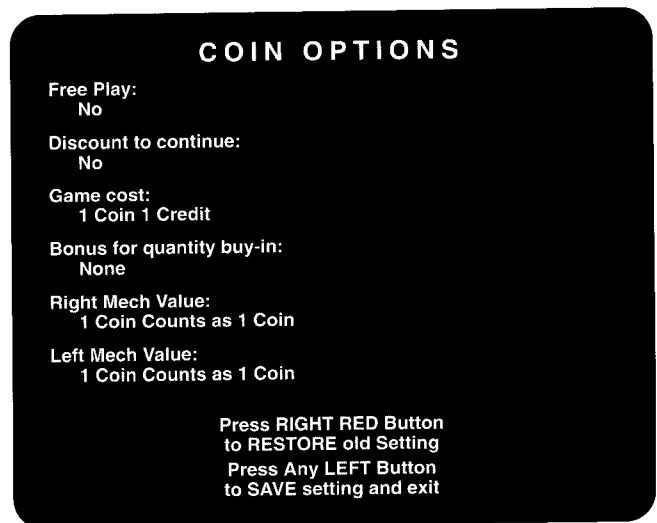 COIN OPTIONS
Free Play:
No
Discount to continue:
No
Game cost:
1 Coin 1 Credit
Bonus for quantity buy-in:
None
Right Mech Value:
1 Coin Counts as 1 Coin
Left Mech Value:
1 Coin Counts as 1 Coin
Press RIGHT RED Button
to RESTORE old Setting
Press Any LEFT Button
to SAVE setting and exit